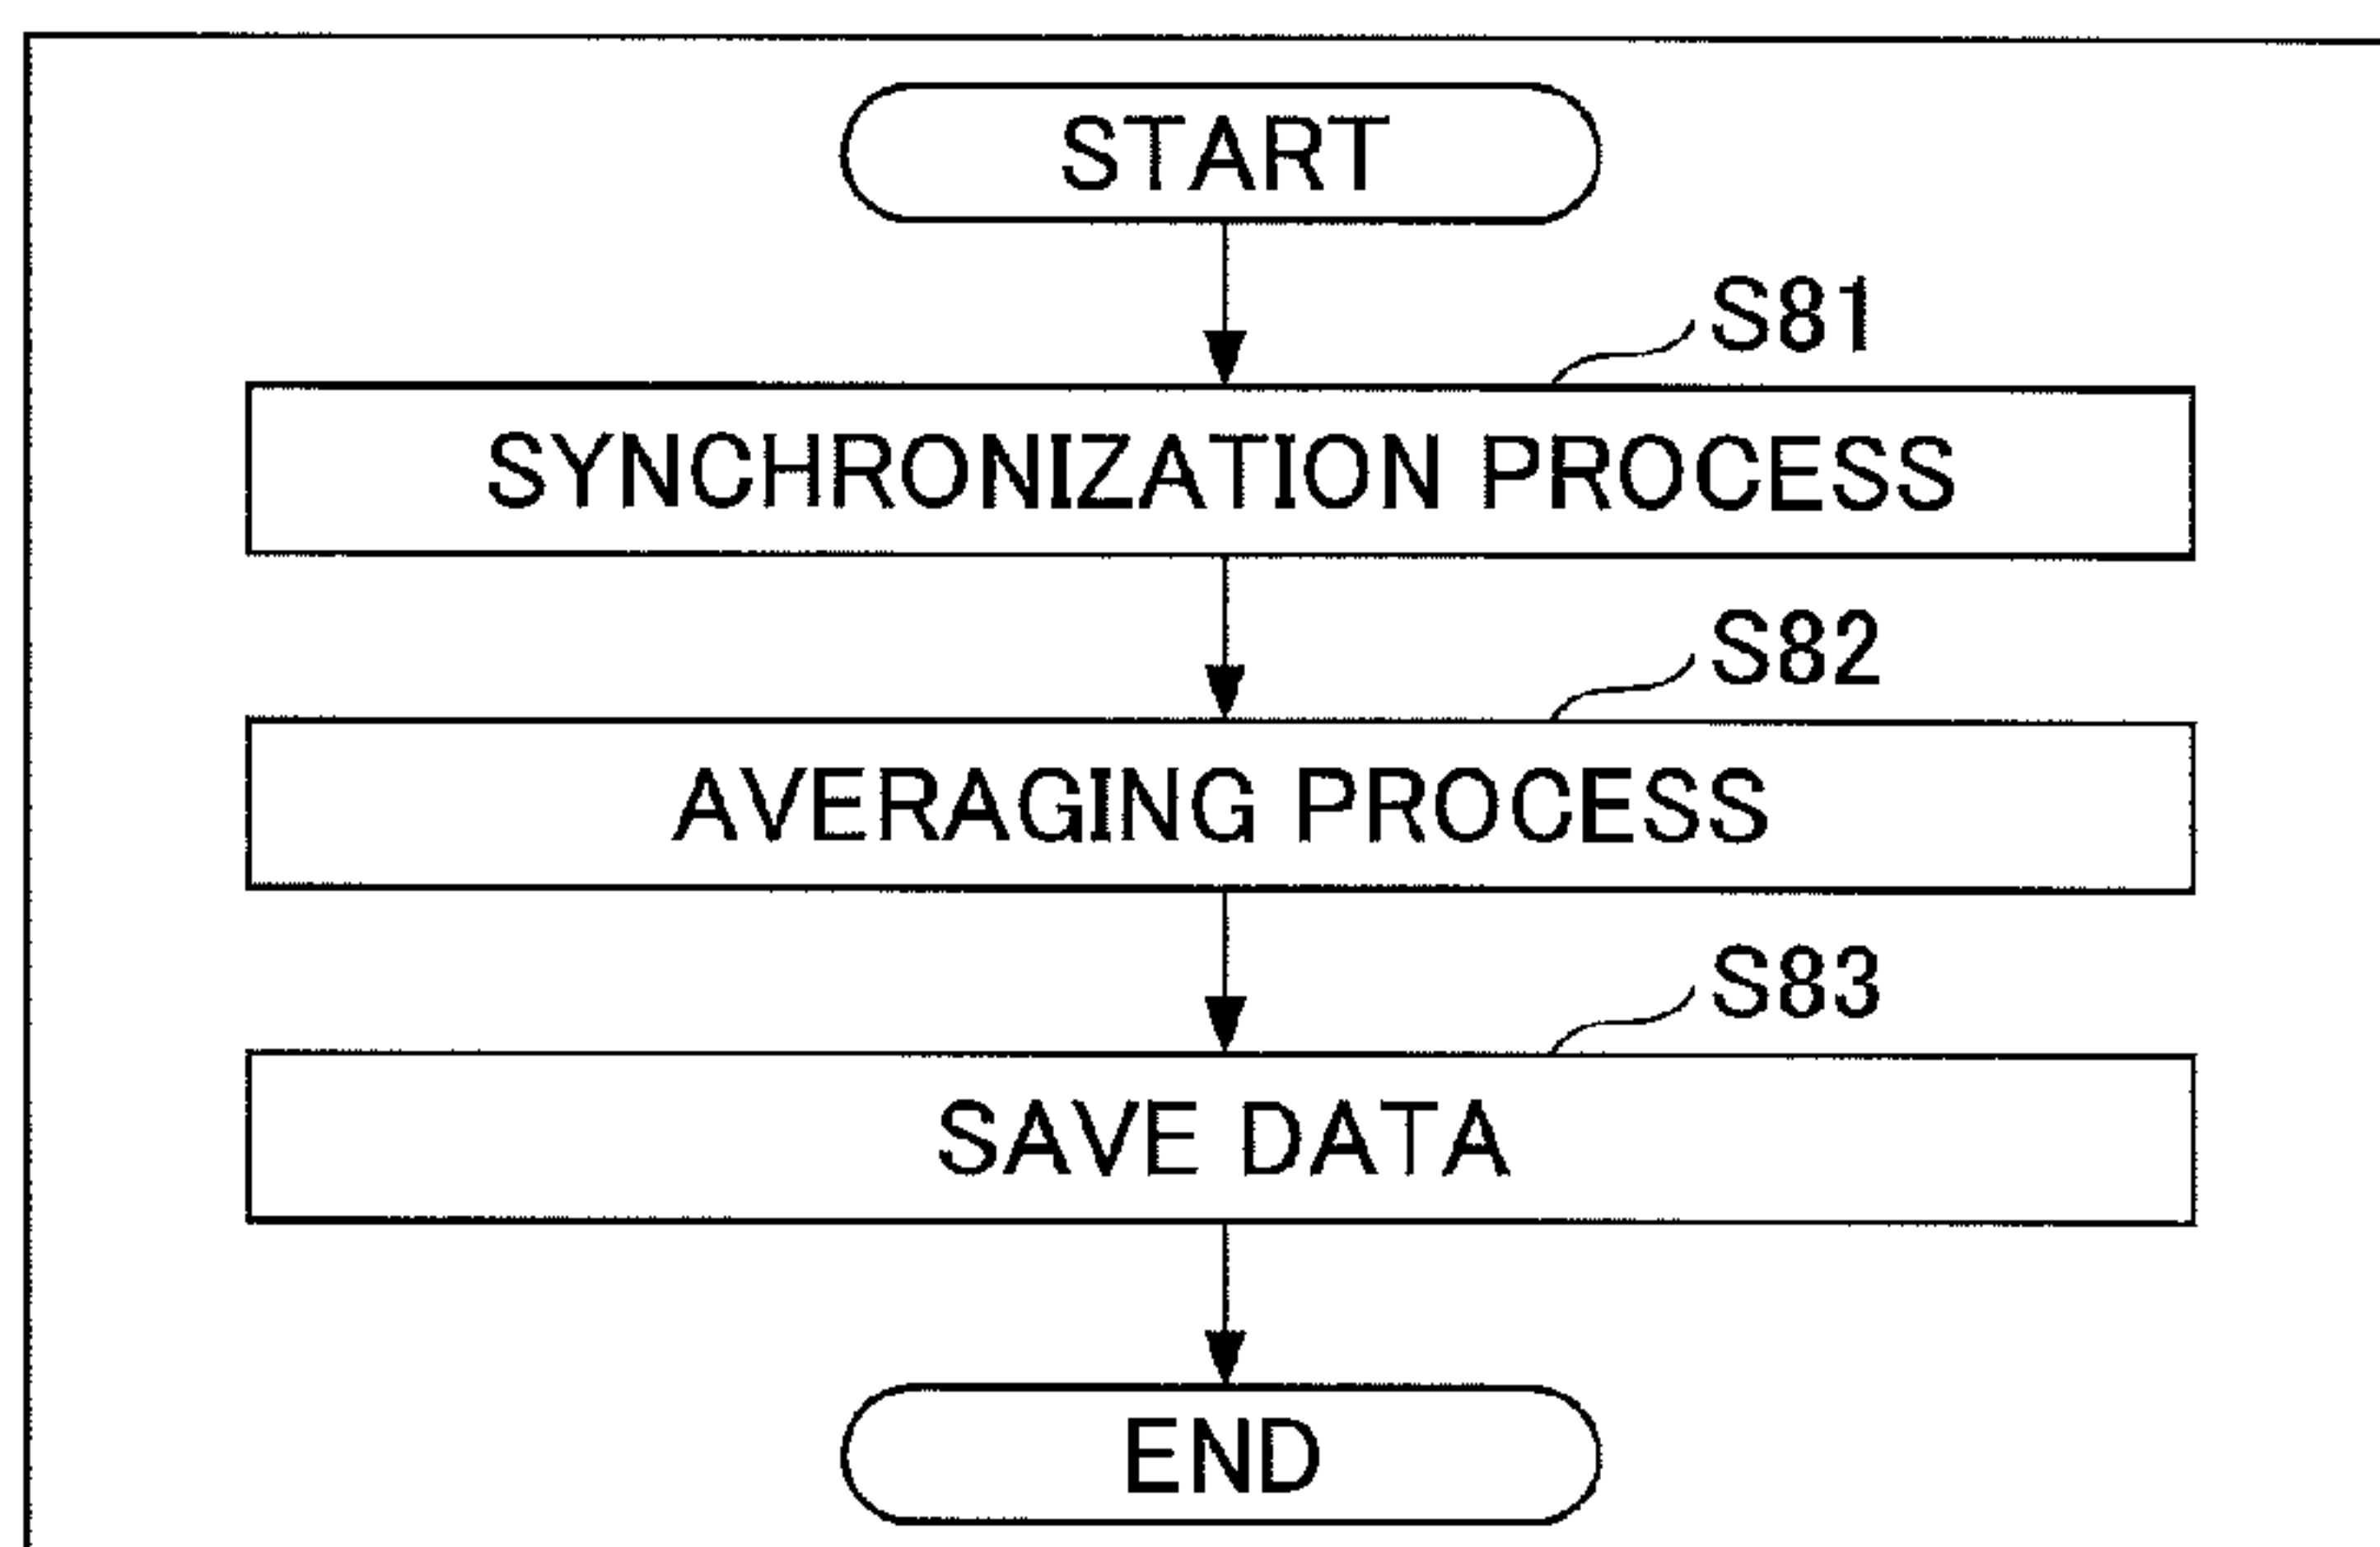 START
S81
SYNCHRONIZATION PROCESS
S82
AVERAGING PROCESS
S83
SAVE DATA
END